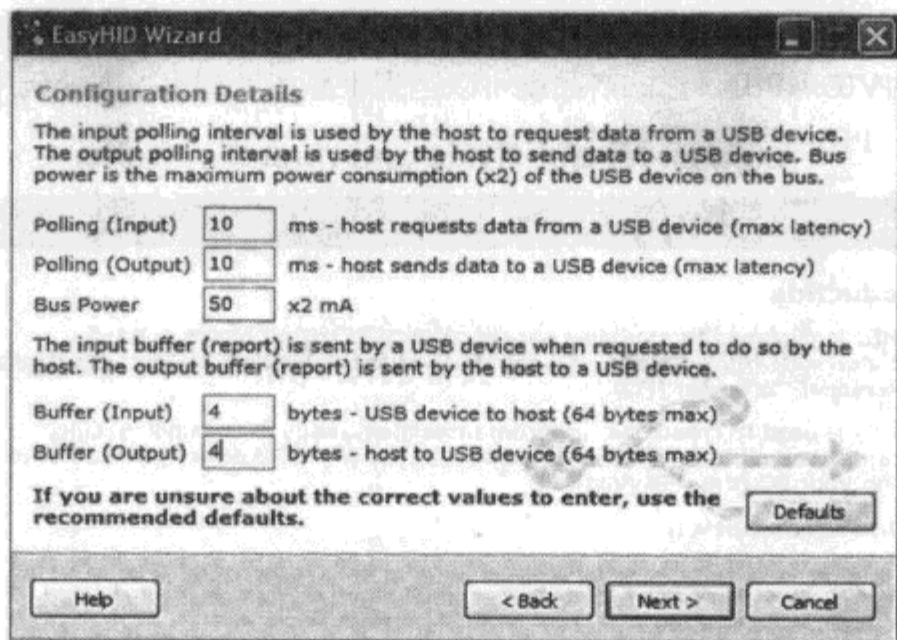 EasyHID Wizard
Configuration Details
The input polling interval is used by the host to request data from a USB device.
The output polling interval is used by the host to send data to a USB device. Bus
power is the maximum power consumption (x2) of the USB device on the bus.
Polling (Input) 10 ms - host requests data from a USB device (max latency)
Polling (Output) 10 ms - host sends data to a USB device (max latency)
Bus Power 50 x2 mA
The input buffer (report) is sent by a USB device when requested to do so by the
host. The output buffer (report) is sent by the host to a USB device.
Buffer (Input) 4 bytes - USB device to host (64 bytes max)
Buffer (Output) 4 bytes - host to USB device (64 bytes max)
If you are unsure about the correct values to enter, use the
recommended defaults.
Defaults
Help < Back Next > Cancel